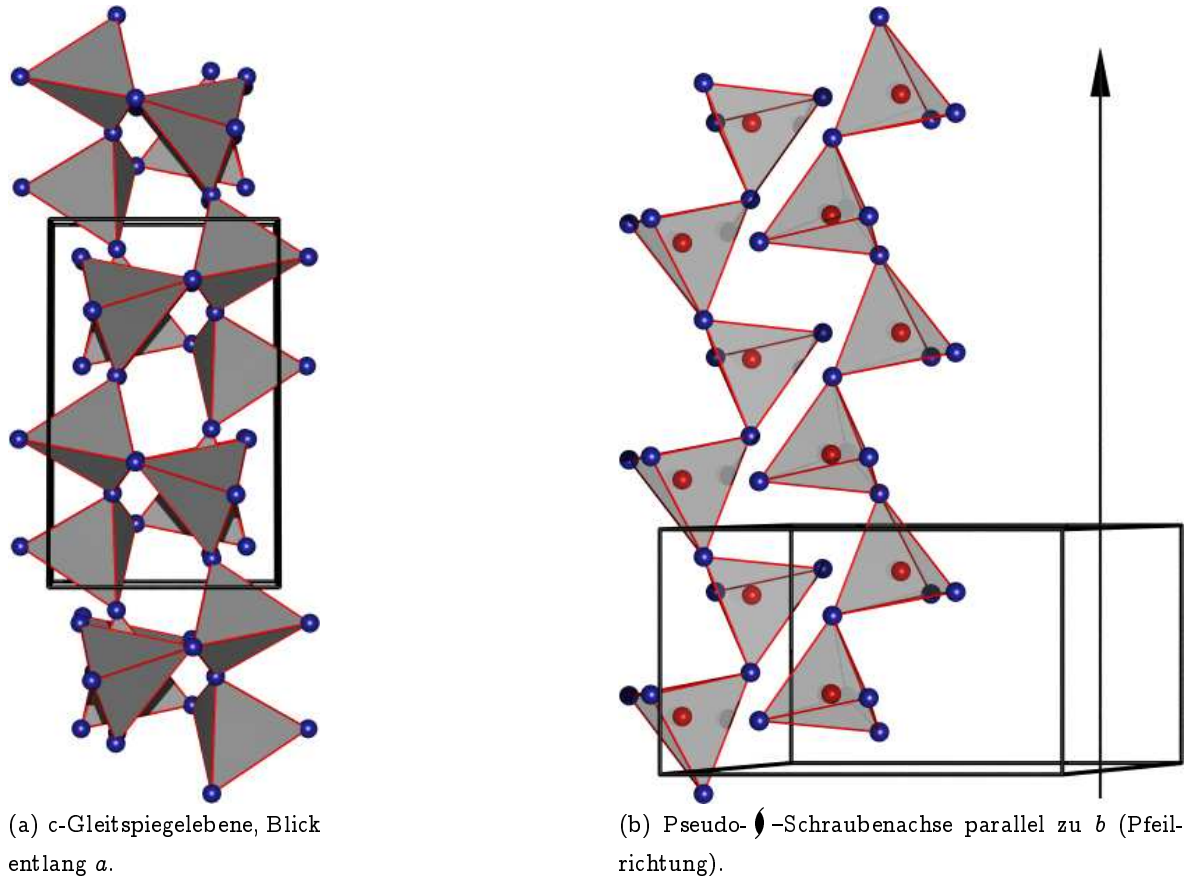 (a) c-Gleitspiegelebene, Blick
entlang a.
(b) Pseudo- –Schraubenachse parallel zu b (Pfeil-
richtung).